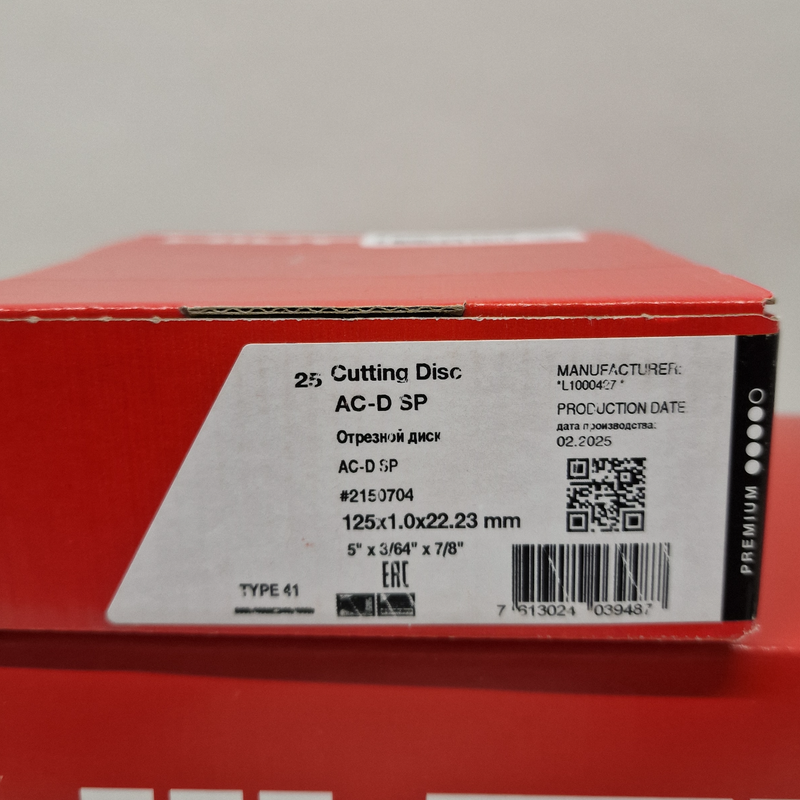 25 Cutting Disc
AC-D SP
Отрезной диск
AC-D SP
#2150704
125x1.0x22.23 mm
5" x 3/64" x 7/8"
EAC
TYPE 41
MANUFACTURER:
PRODUCTION DATE
дата производства:
02.2025
7 613024 039487
PREMIUM